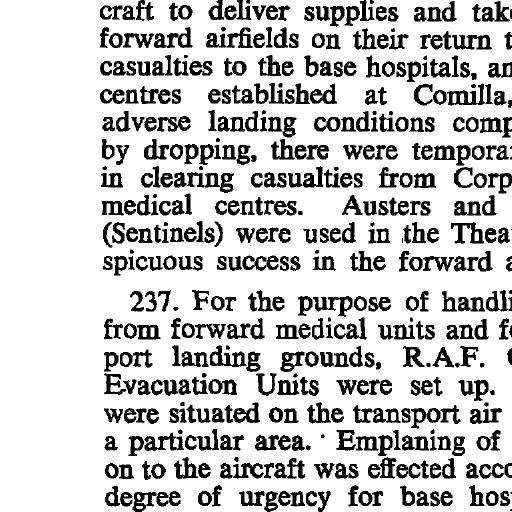 craft to deliver supplies and tak
forward airfields on their return t
casualties to the base hospitals, an
centres established at Comilla,
adverse landing conditions comp
by dropping, there were tempora
in clearing casualties from Corp
medical centres. Austers and
(Sentinels) were used in the Thea
spicuous success in the forward a
237. For the purpose of handli
from forward medical units and fo
port landing grounds, R.A.F.
Evacuation Units were set up.
were situated on the transport air
a particular area. Emplaning of
on to the aircraft was effected acco
degree of urgency for base hosp